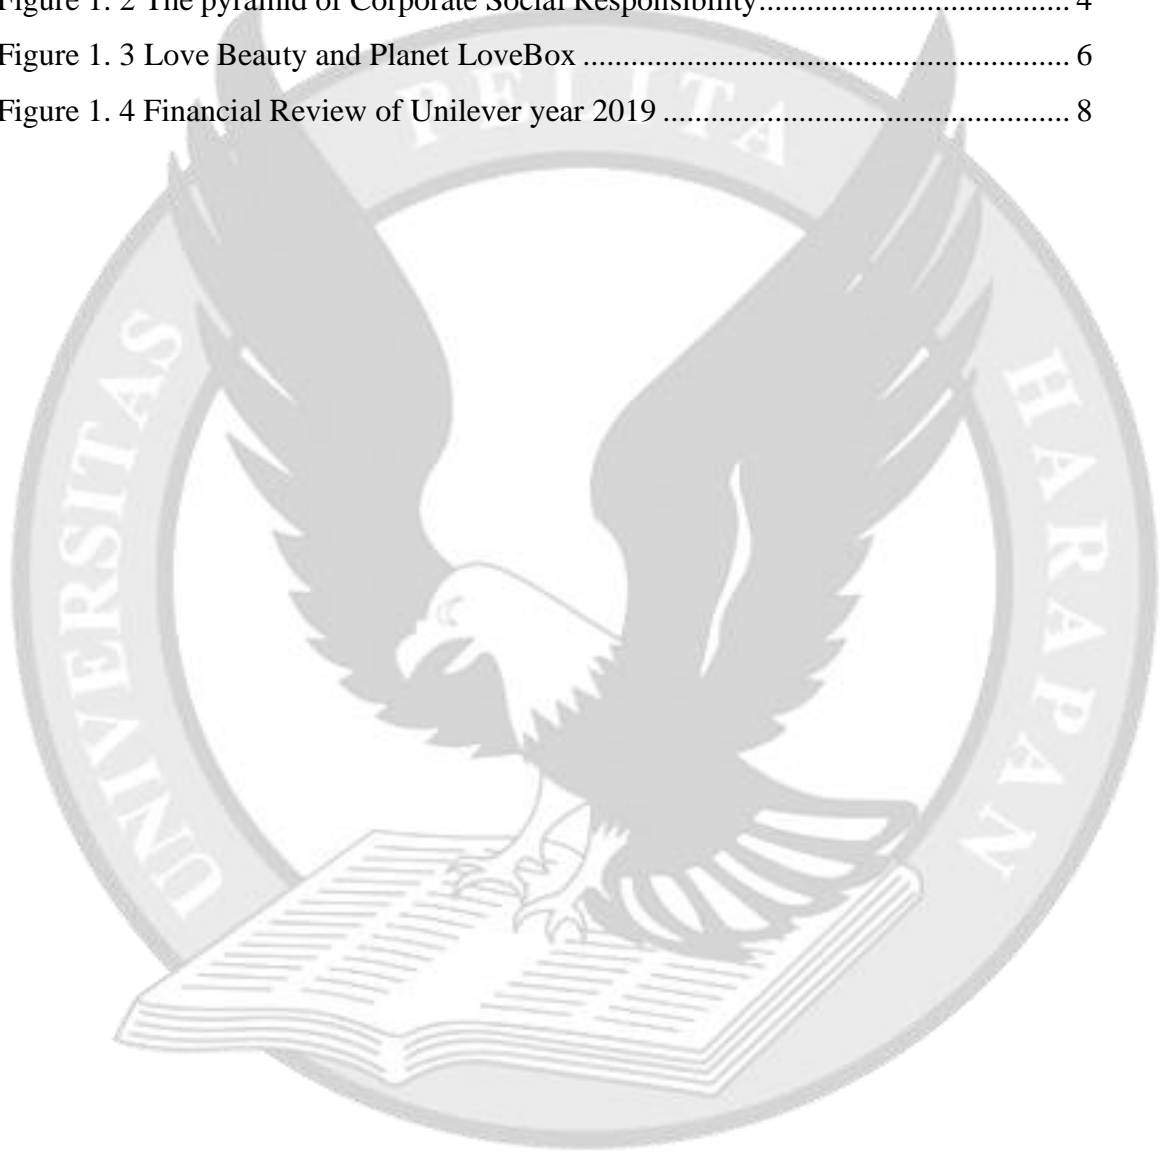 Figure 1. 2 The pyramid of Corporate Social Responsibility........................................ 4
Figure 1. 3 Love Beauty and Planet LoveBox .............................................................. 6
Figure 1. 4 Financial Review of Unilever year 2019 .................................................... 8
UNIVERSITAS PELITA HARAPAN